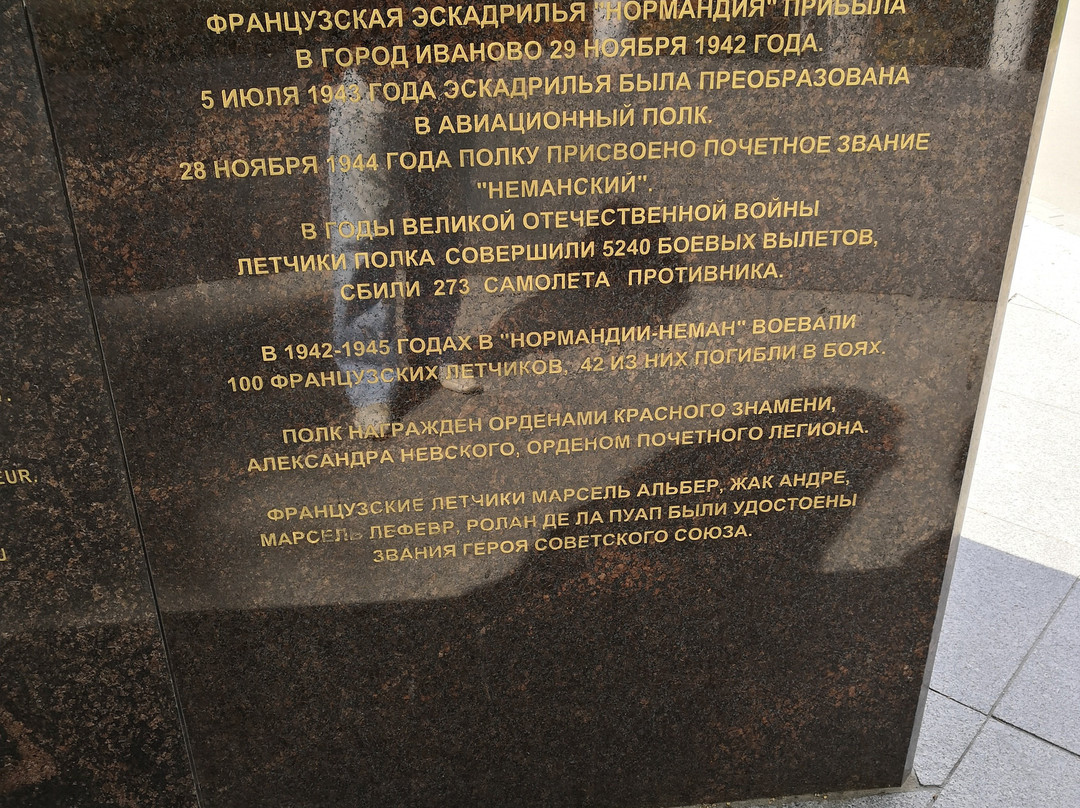 EUR.
ФРАНЦУЗСКАЯ ЭСКАДРИЛЬЯ "НОРМАНДИЯ" ПРИБЫЛА
В ГОРОД ИВАНОВО 29 НОЯБРЯ 1942 ГОДА.
5 ИЮЛЯ 1943 ГОДА ЭСКАДРИЛЬЯ БЫЛА ПРЕОБРАЗОВАНА
В АВИАЦИОННЫЙ ПОЛК.
28 НОЯБРЯ 1944 ГОДА ПОЛКУ ПРИСВОЕНО ПОЧЕТНОЕ ЗВАНИЕ
"НЕМАНСКИЙ".
В ГОДЫ ВЕЛИКОЙ ОТЕЧЕСТВЕННОЙ ВОЙНЫ
ЛЕТЧИКИ ПОЛКА СОВЕРШИЛИ 5240 БОЕВЫХ ВЫЛЕТОВ,
СБИЛИ 273 САМОЛЕТА ПРОТИВНИКА.
В 1942-1945 ГОДАХ В "НОРМАНДИИ-НЕМАН" ВОЕВАЛИ
100 ФРАНЦУЗСКИХ ЛЕТЧИКОВ, 42 ИЗ НИХ ПОГИБЛИ В БОЯХ.
ПОЛК НАГРАЖДЕН ОРДЕНАМИ КРАСНОГО ЗНАМЕНИ,
АЛЕКСАНДРА НЕВСКОГО, ОРДЕНОМ ПОЧЕТНОГО ЛЕГИОНА.
ФРАНЦУЗСКИЕ ЛЕТЧИКИ МАРСЕЛЬ АЛЬБЕР, ЖАК АНДРЕ,
МАРСЕЛЬ ЛЕФЕВР, РОЛАН ДЕ ЛА ПУАП БЫЛИ УДОСТОЕНЫ
ЗВАНИЯ ГЕРОЯ СОВЕТСКОГО СОЮЗА.